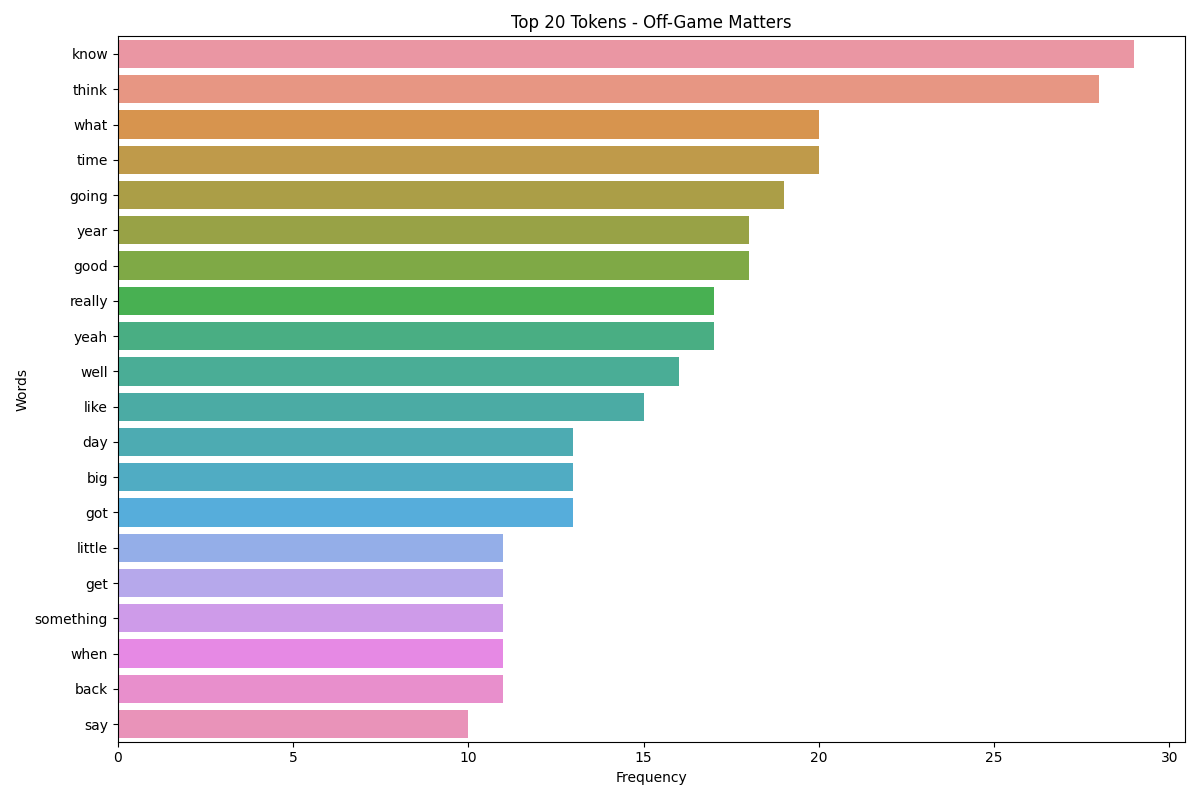 Top 20 Tokens - Off-Game Matters
know
think
what
time
going
year
good
really
yeah
well
like
day
big
got
little
get
something
when
back
say
Words
0 5 10 15 20 25 30
Frequency